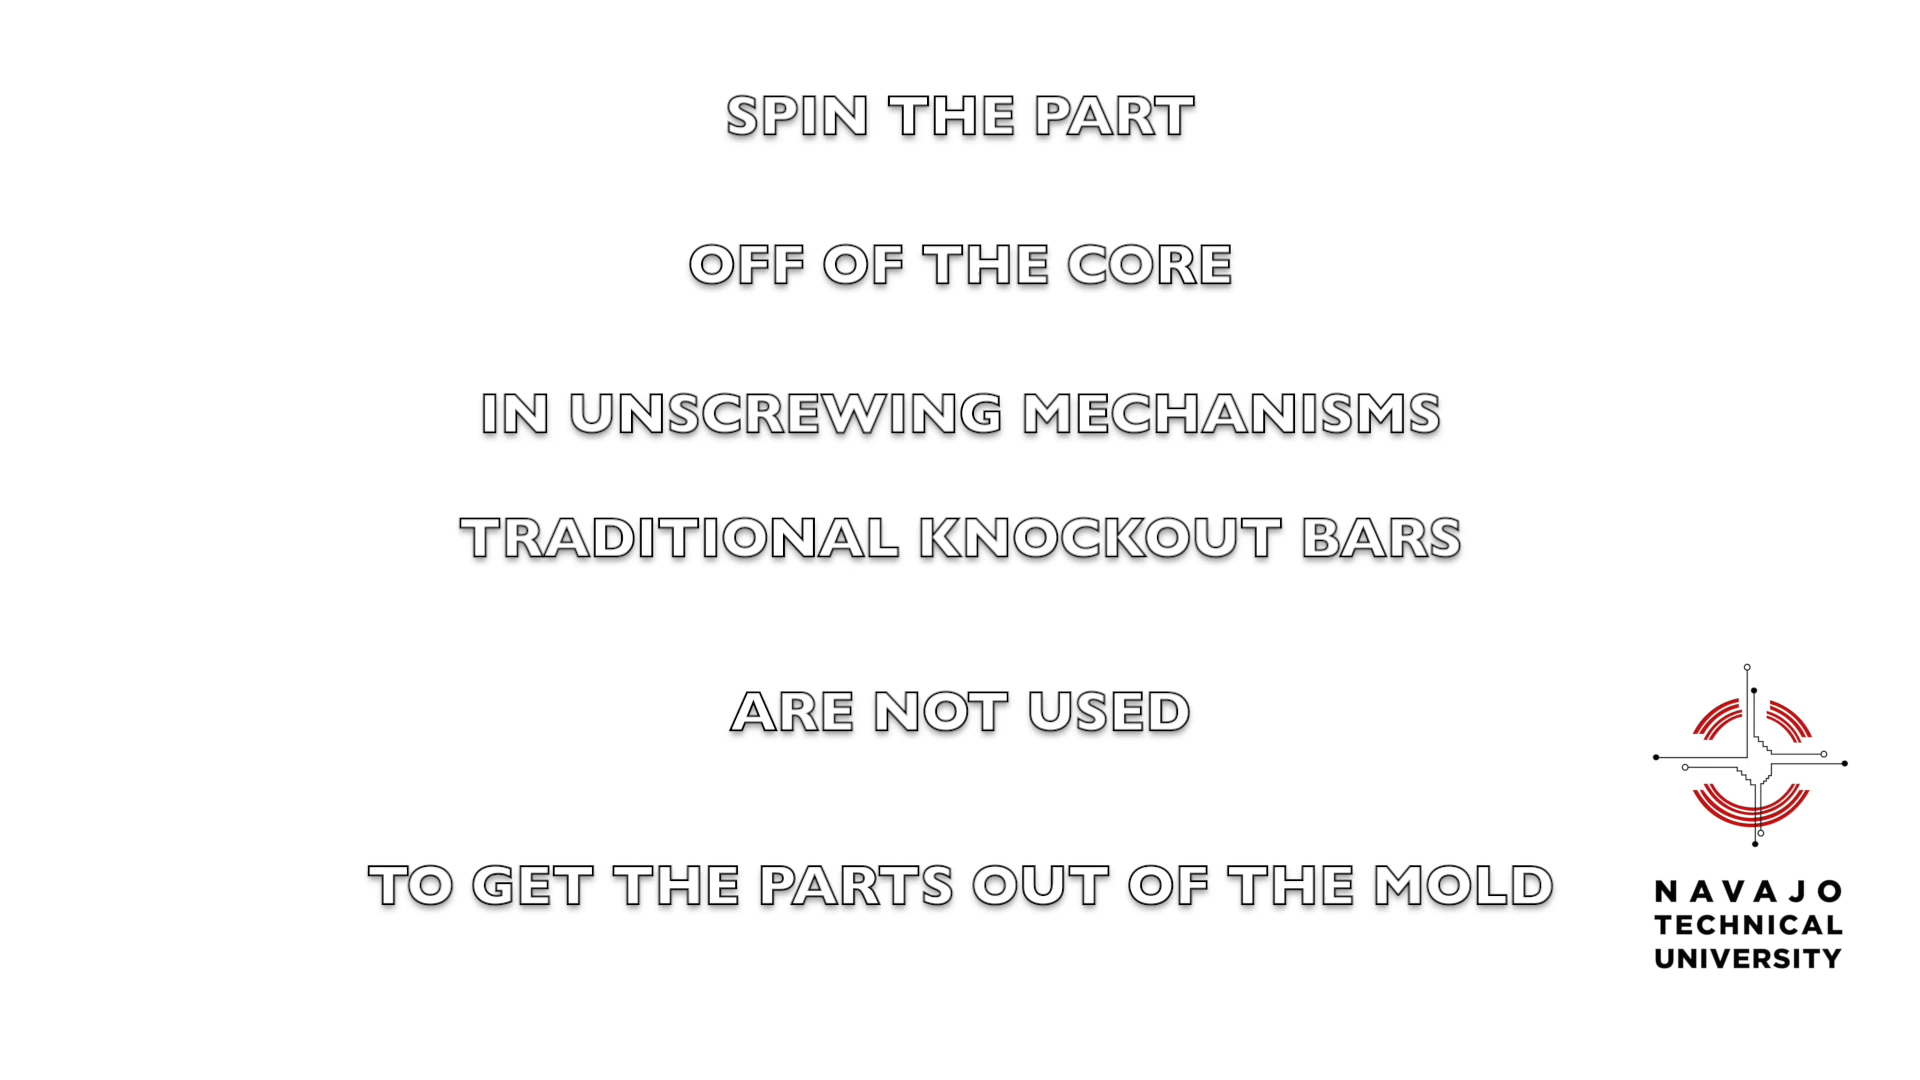 SPIN THE PART
OFF OF THE CORE
IN UNSCREWING MECHANISMS
TRADITIONAL KNOCKOUT BARS
ARE NOT USED
TO GET THE PARTS OUT OF THE MOLD
NAVAJO
TECHNICAL
UNIVERSITY